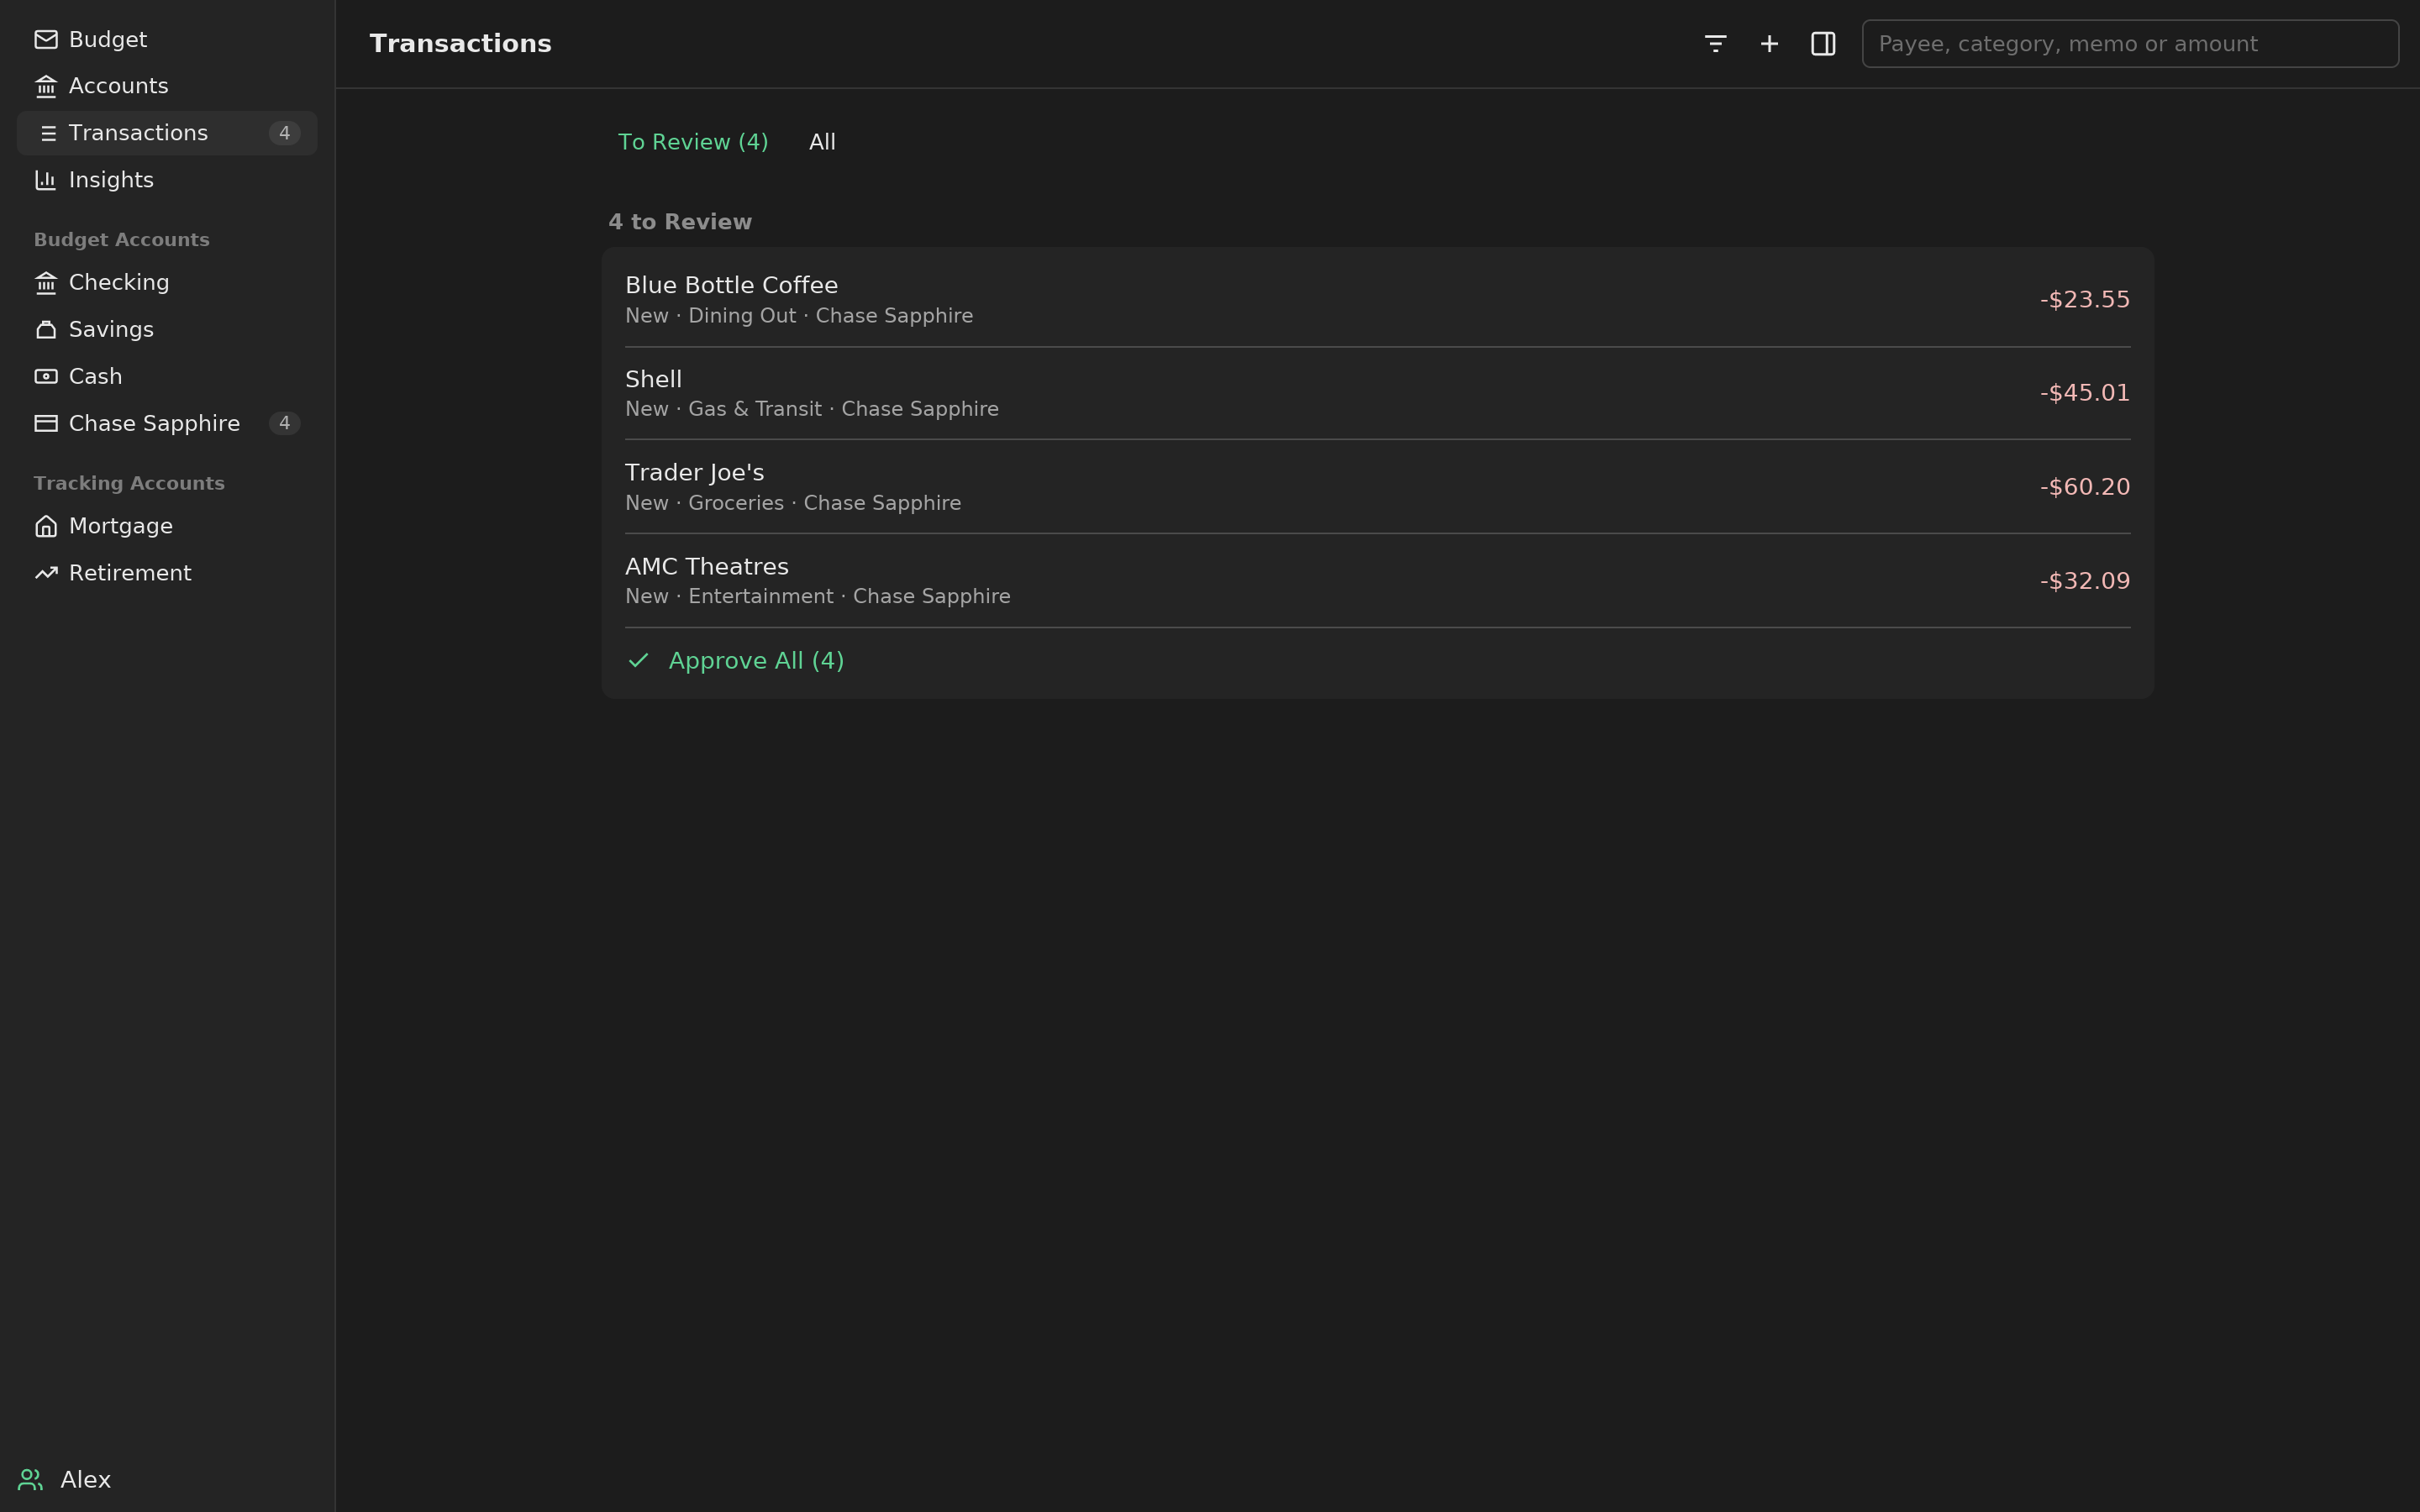 Budget
Accounts
Transactions 4
Insights
Budget Accounts
Checking
Savings
Cash
Chase Sapphire 4
Tracking Accounts
Mortgage
Retirement
Alex
Transactions
Payee, category, memo or amount
To Review (4) All
4 to Review
Blue Bottle Coffee
New · Dining Out · Chase Sapphire
-$23.55
Shell
New · Gas & Transit · Chase Sapphire
-$45.01
Trader Joe's
New · Groceries · Chase Sapphire
-$60.20
AMC Theatres
New · Entertainment · Chase Sapphire
-$32.09
Approve All (4)